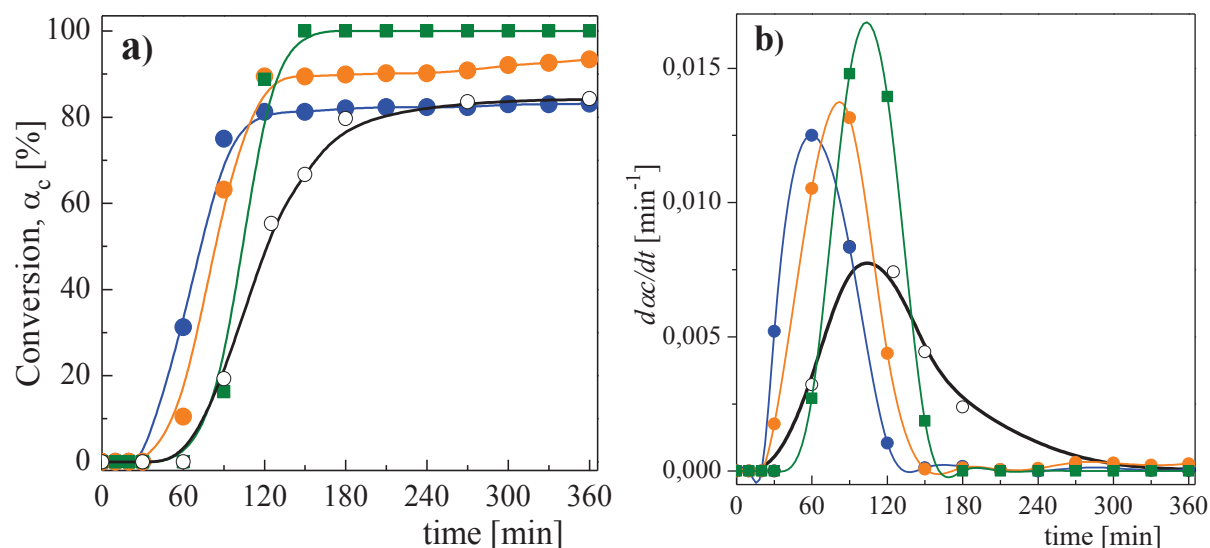 a)
Conversion, α_c [%]
100
80
60
40
20
0
0 60 120 180 240 300 360
time [min]
b)
dαc/dt [min⁻¹]
0,015
0,010
0,005
0,000
0 60 120 180 240 300 360
time [min]